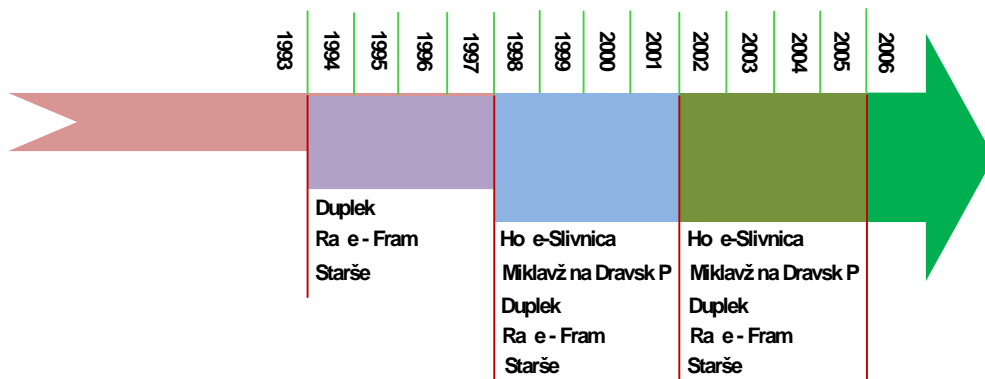 1993
1994
1995
1996
1997
1998
1999
2000
2001
2002
2003
2004
2005
2006
Duplek
Ra e - Fram
Starše
Ho e-Slivnica
Miklavž na Dravsk P
Duplek
Ra e - Fram
Starše
Ho e-Slivnica
Miklavž na Dravsk P
Duplek
Ra e - Fram
Starše